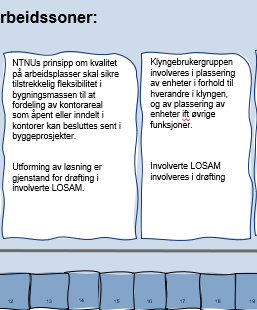 rbeidssoner:
NTNUs prinsipp om kvalitet
på arbeidsplasser skal sikre
tilstrekkelig fleksibilitet i
bygningsmassen til at
fordeling av kontorareal
som åpent eller inndelt i
kontorer kan besluttes sent i
byggeprosjekter.
Utforming av løsning er
gjenstand for drøfting i
involverte LOSAM.
Klyngebrukergruppen
involveres i plassering
av enheter i forhold til
hverandre i klyngen,
og av plassering av
enheter ift øvrige
funksjoner.
Involverte LOSAM
involveres i drøfting
12 13 14 15 16 17 18 19